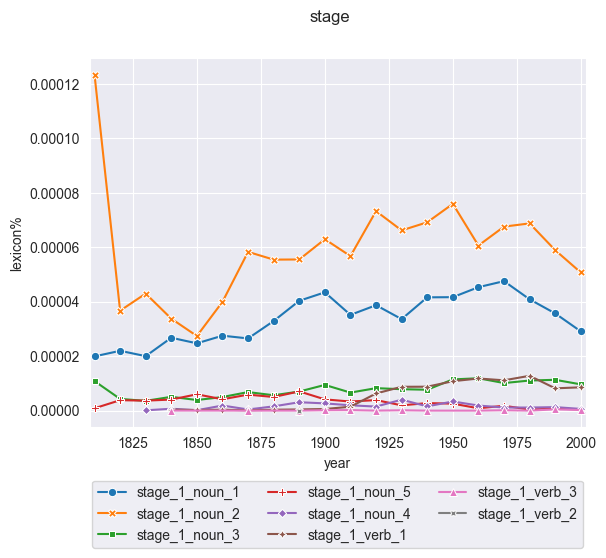 stage
0.00012
0.00010
0.00008
0.00006
0.00004
0.00002
0.00000
lexicon%
1825 1850 1875 1900 1925 1950 1975 2000
year
stage_1_noun_1 stage_1_noun_5 stage_1_verb_3
stage_1_noun_2 stage_1_noun_4 stage_1_verb_2
stage_1_noun_3 stage_1_verb_1